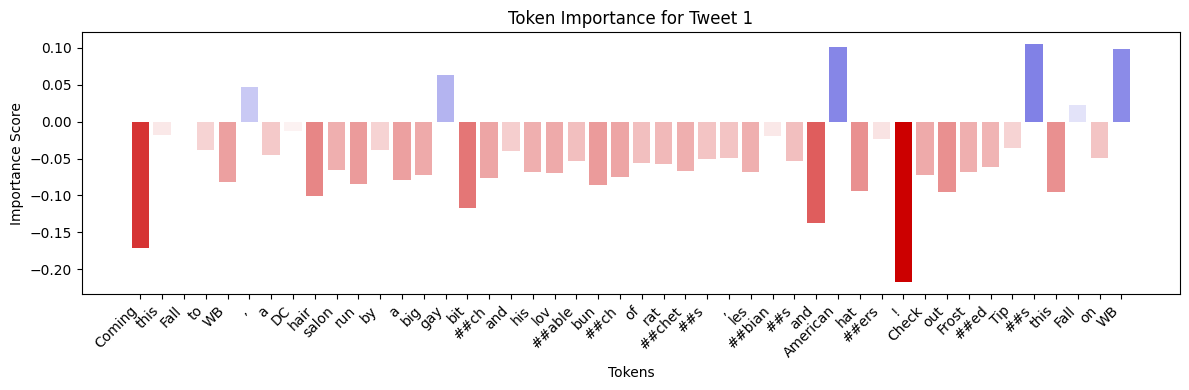 Token Importance for Tweet 1
Importance Score
0.10
0.05
0.00
−0.05
−0.10
−0.15
−0.20
Coming
this
Fall
to
WB
,
a
DC
hair
salon
run
by
a
big
gay
bit
##ch
and
his
lov
##able
bun
##ch
of
rat
##chet
##s
,
les
##bian
##s
and
American
hat
##ers
!
Check
out
Frost
##ed
Tip
##s
this
Fall
on
WB
Tokens